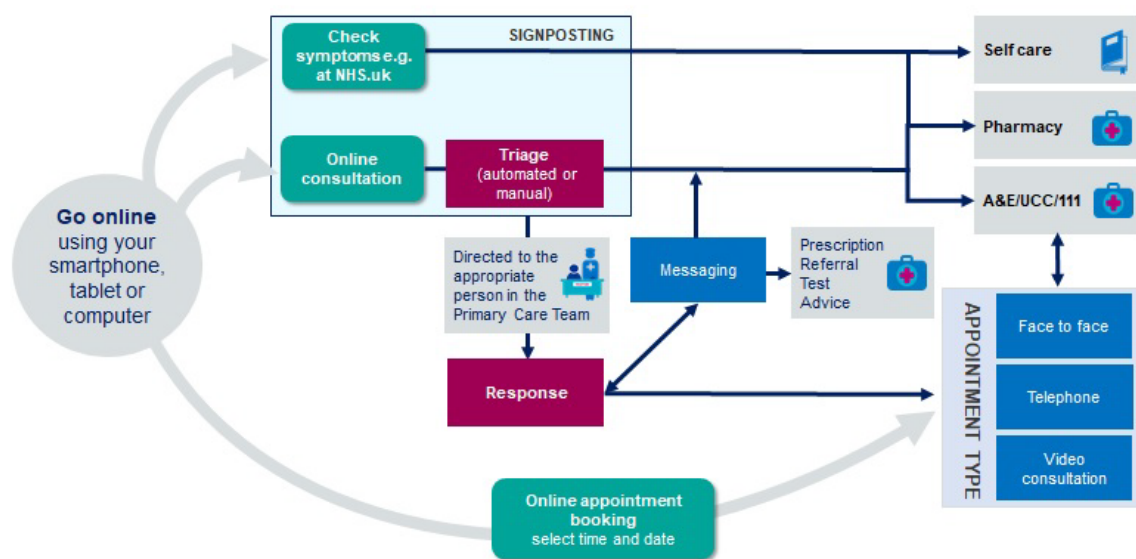 Go online
using your
smartphone,
tablet or
computer
SIGNPOSTING
Check
symptoms e.g.
at NHS.uk
Online
consultation
Triage
(automated or
manual)
Directed to the
appropriate
person in the
Primary Care Team
Response
Messaging
Prescription
Referral
Test
Advice
Self care
Pharmacy
A&E/UCC/111
APPOINTMENT TYPE
Face to face
Telephone
Video
consultation
Online appointment
booking
select time and date